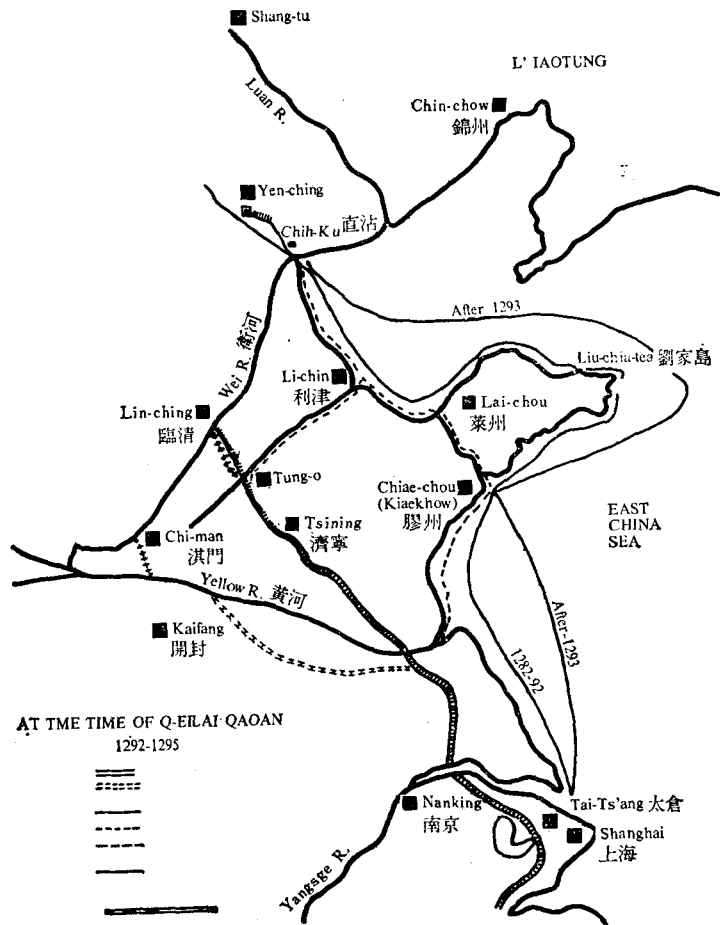 Shang-tu
L' IAOTUNG
Luan R.
Chin-chow
錦州
Yen-ching
Chih-Ku 直沽
After 1293
Wei R. 衛河
Liu-chia-tea 劉家島
Li-chin
利津
Lai-chou
萊州
Lin-ching
臨清
Tung-o
Chiae-chou
(Kiaekhow)
膠州
EAST
CHINA
SEA
Tsining
濟寧
Chi-man
淇門
Yellow R. 黄河
Kaifang
開封
After-1293
1282-92
AT TME TIME OF Q-EILAI QAOAN
1292-1295
Nanking
南京
Tai-Ts'ang 太倉
Shanghai
上海
Yangsge R.